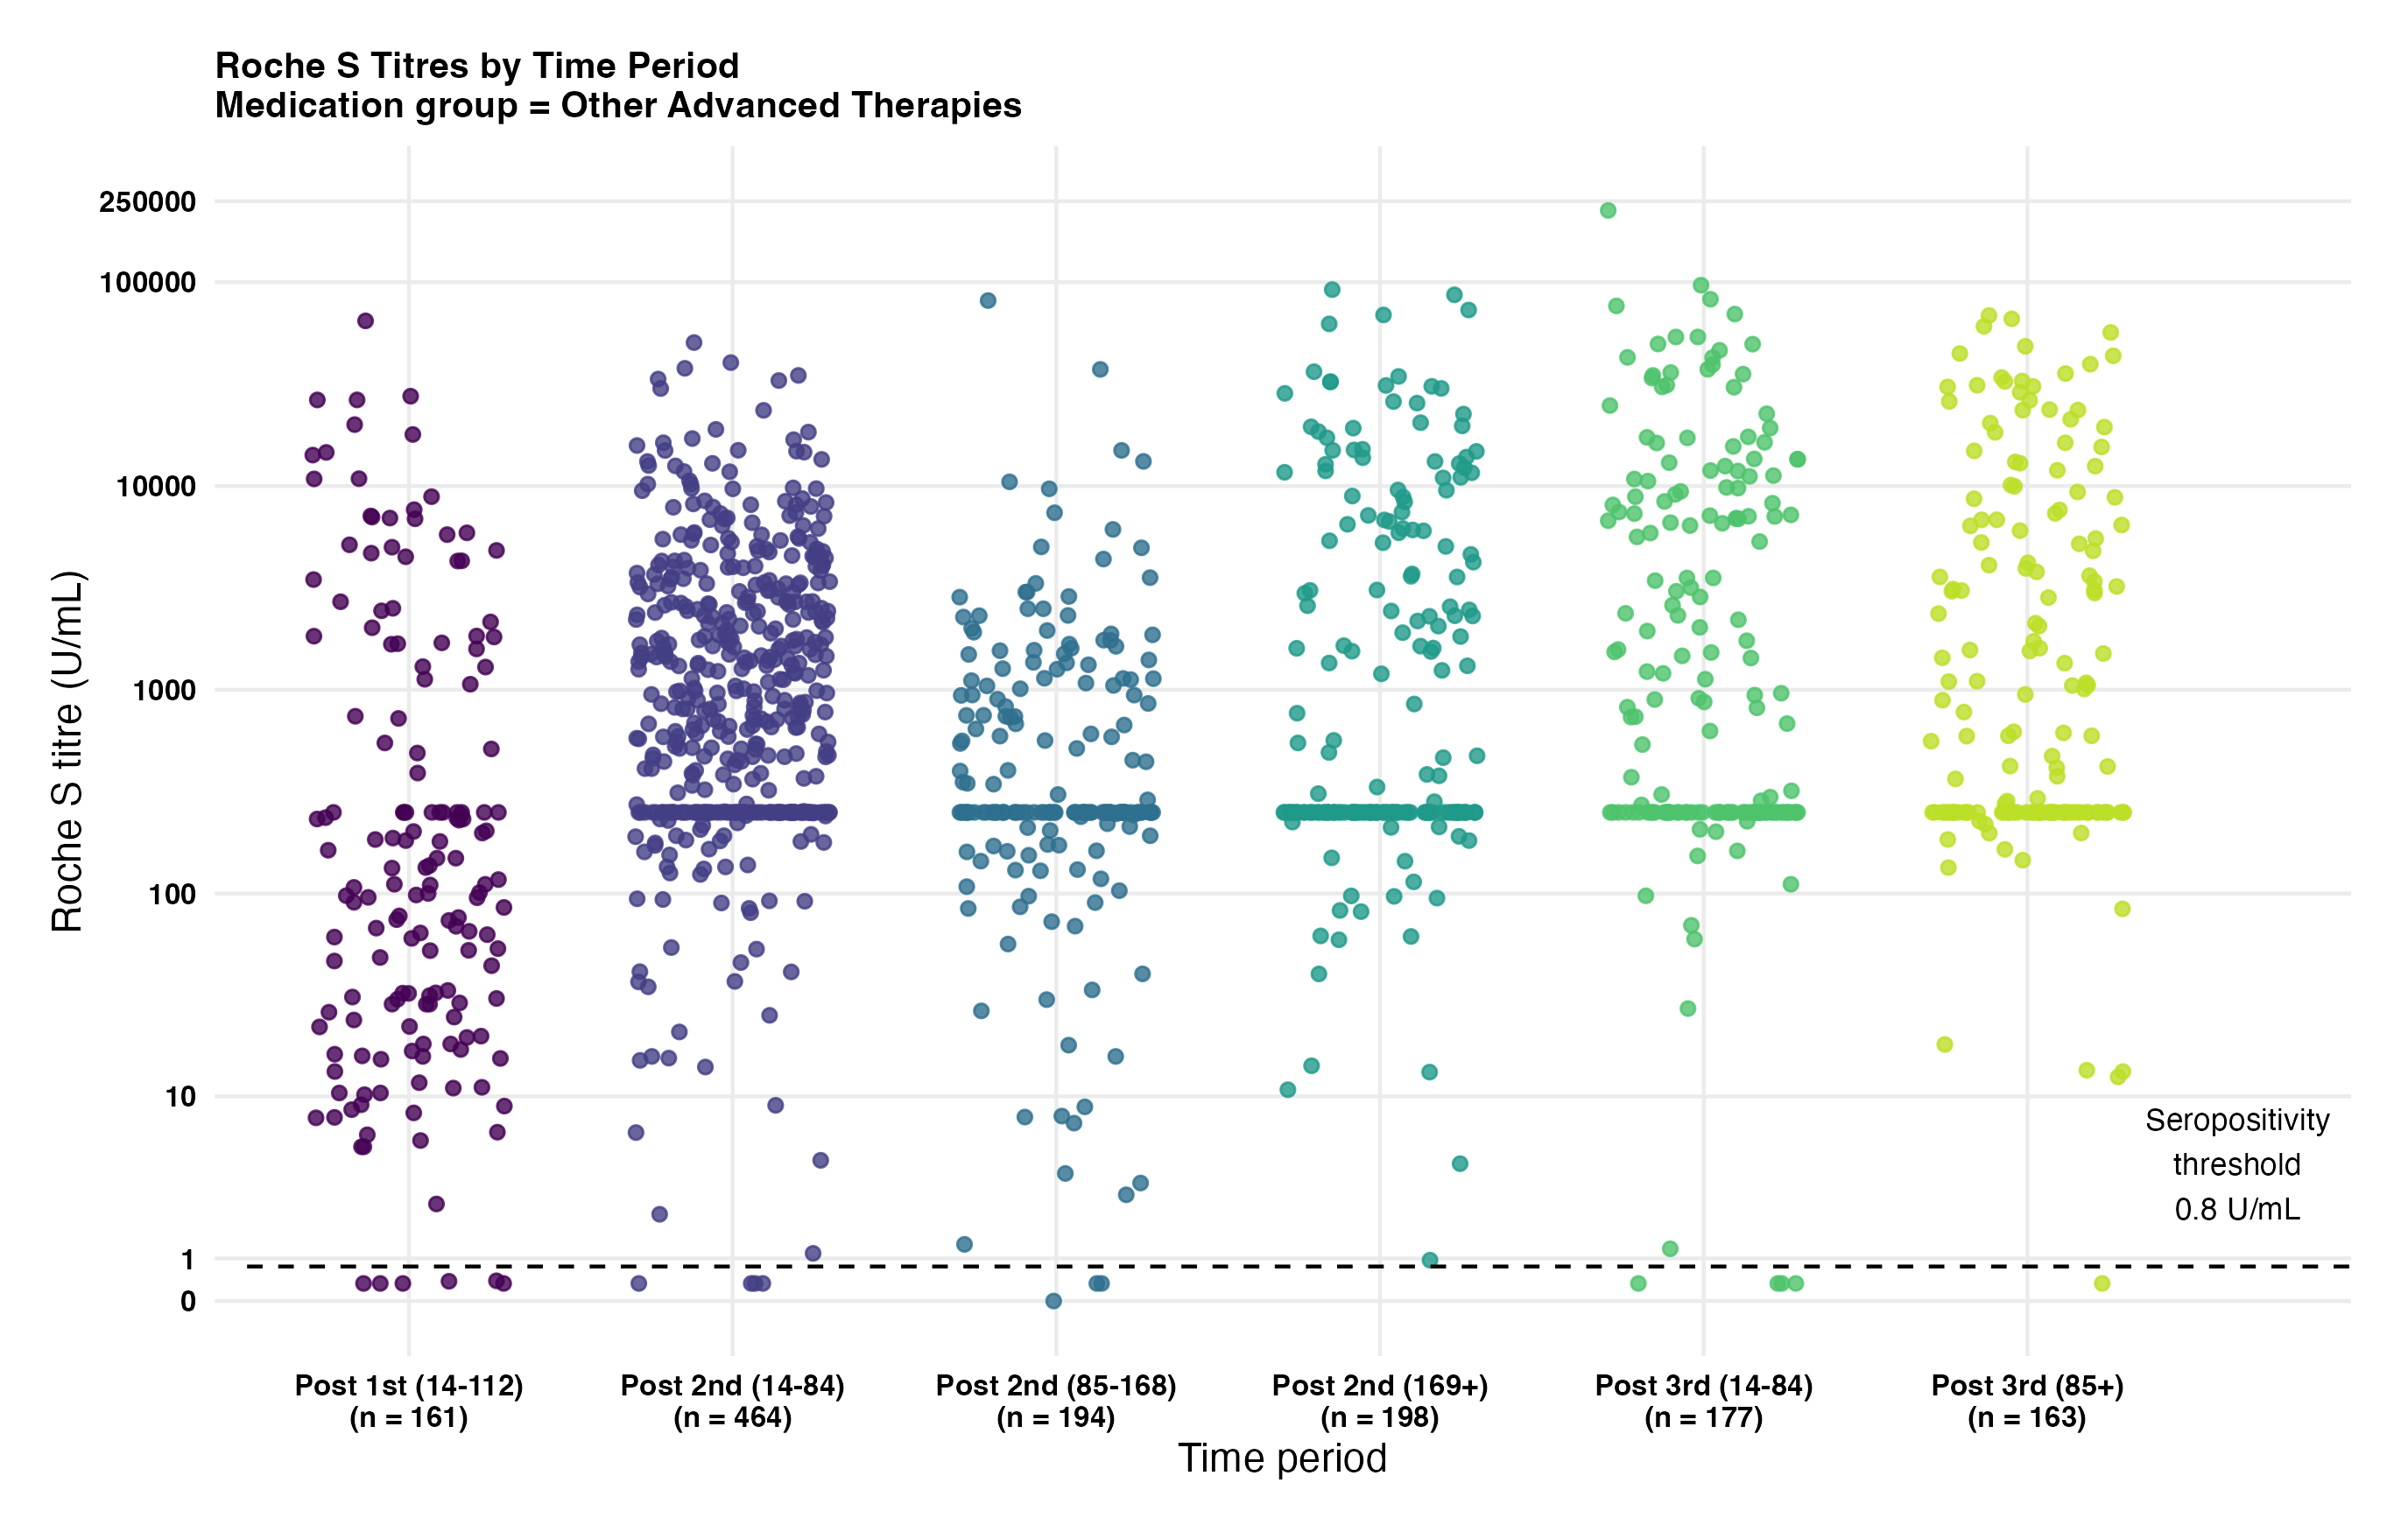 Roche S Titres by Time Period
Medication group = Other Advanced Therapies
Roche S titre (U/mL)
250000
100000
10000
1000
100
10
1
0
Seropositivity
threshold
0.8 U/mL
Post 1st (14-112)
(n = 161)
Post 2nd (14-84)
(n = 464)
Post 2nd (85-168)
(n = 194)
Post 2nd (169+)
(n = 198)
Post 3rd (14-84)
(n = 177)
Post 3rd (85+)
(n = 163)
Time period